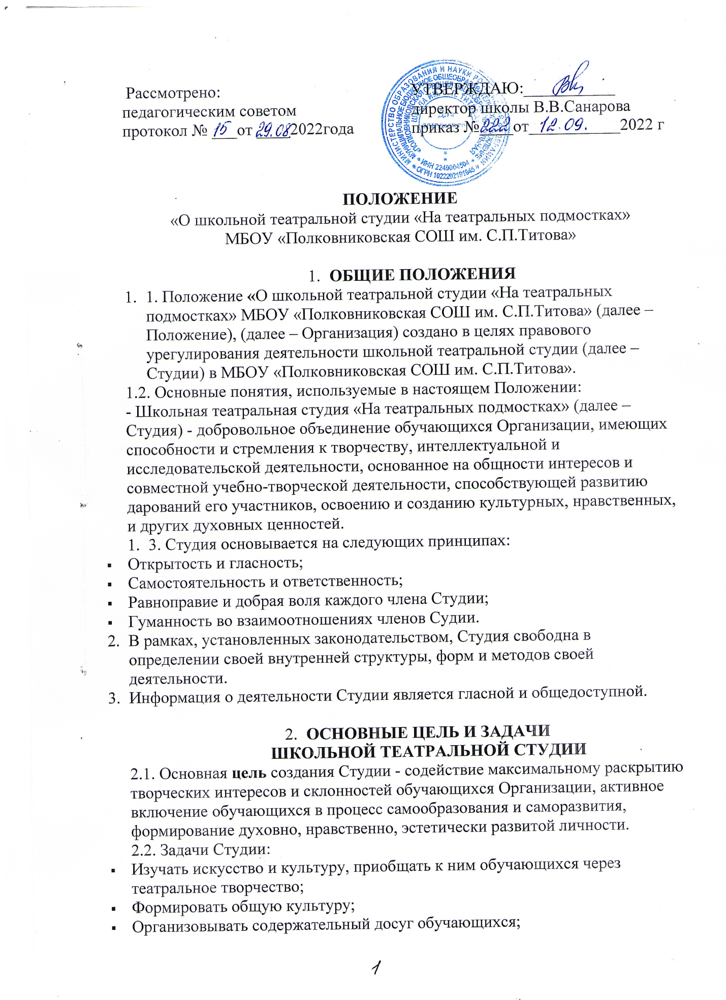 Рассмотрено:
педагогическим советом
протокол № 15 от 29.08 2022года
УТВЕРЖДАЮ:
директор школы В.В.Санарова
приказ № 222 от 12.09. 2022 г
МИНИСТЕРСТВО ОБРАЗОВАНИЯ И НАУКИ
МУНИЦИПАЛЬНОЕ БЮДЖЕТНОЕ ОБЩЕОБРАЗОВАТЕЛЬНОЕ
* ИНН 2249004504 *
* ОГРН 1022202191945 *
ПОЛОЖЕНИЕ
«О школьной театральной студии «На театральных подмостках»
МБОУ «Полковниковская СОШ им. С.П.Титова»
1. ОБЩИЕ ПОЛОЖЕНИЯ
1. 1. Положение «О школьной театральной студии «На театральных
подмостках» МБОУ «Полковниковская СОШ им. С.П.Титова» (далее –
Положение), (далее – Организация) создано в целях правового
урегулирования деятельности школьной театральной студии (далее –
Студии) в МБОУ «Полковниковская СОШ им. С.П.Титова».
1.2. Основные понятия, используемые в настоящем Положении:
- Школьная театральная студия «На театральных подмостках» (далее –
Студия) - добровольное объединение обучающихся Организации, имеющих
способности и стремления к творчеству, интеллектуальной и
исследовательской деятельности, основанное на общности интересов и
совместной учебно-творческой деятельности, способствующей развитию
дарований его участников, освоению и созданию культурных, нравственных,
и других духовных ценностей.
1. 3. Студия основывается на следующих принципах:
▪ Открытость и гласность;
▪ Самостоятельность и ответственность;
▪ Равноправие и добрая воля каждого члена Студии;
▪ Гуманность во взаимоотношениях членов Судии.
2. В рамках, установленных законодательством, Студия свободна в
определении своей внутренней структуры, форм и методов своей
деятельности.
3. Информация о деятельности Студии является гласной и общедоступной.
2. ОСНОВНЫЕ ЦЕЛЬ И ЗАДАЧИ
ШКОЛЬНОЙ ТЕАТРАЛЬНОЙ СТУДИИ
2.1. Основная цель создания Студии - содействие максимальному раскрытию
творческих интересов и склонностей обучающихся Организации, активное
включение обучающихся в процесс самообразования и саморазвития,
формирование духовно, нравственно, эстетически развитой личности.
2.2. Задачи Студии:
▪ Изучать искусство и культуру, приобщать к ним обучающихся через
театральное творчество;
▪ Формировать общую культуру;
▪ Организовывать содержательный досуг обучающихся;
1